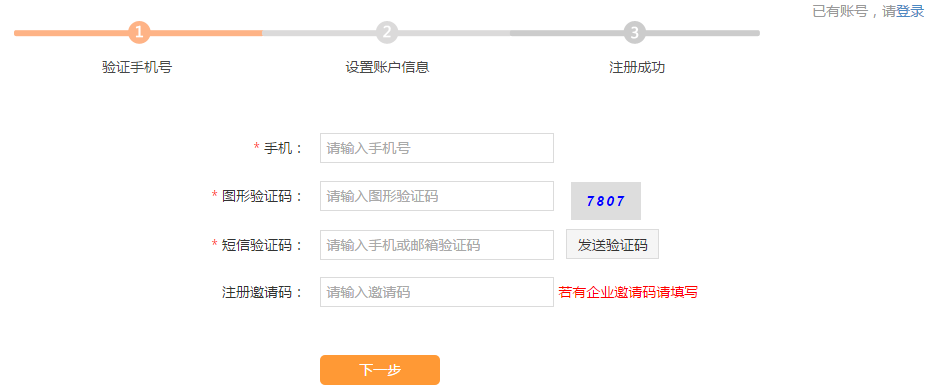 已有账号，请登录
1 2 3
验证手机号 设置账户信息 注册成功
* 手机： 请输入手机号
* 图形验证码： 请输入图形验证码 7807
* 短信验证码： 请输入手机或邮箱验证码 发送验证码
注册邀请码： 请输入邀请码 若有企业邀请码请填写
下一步